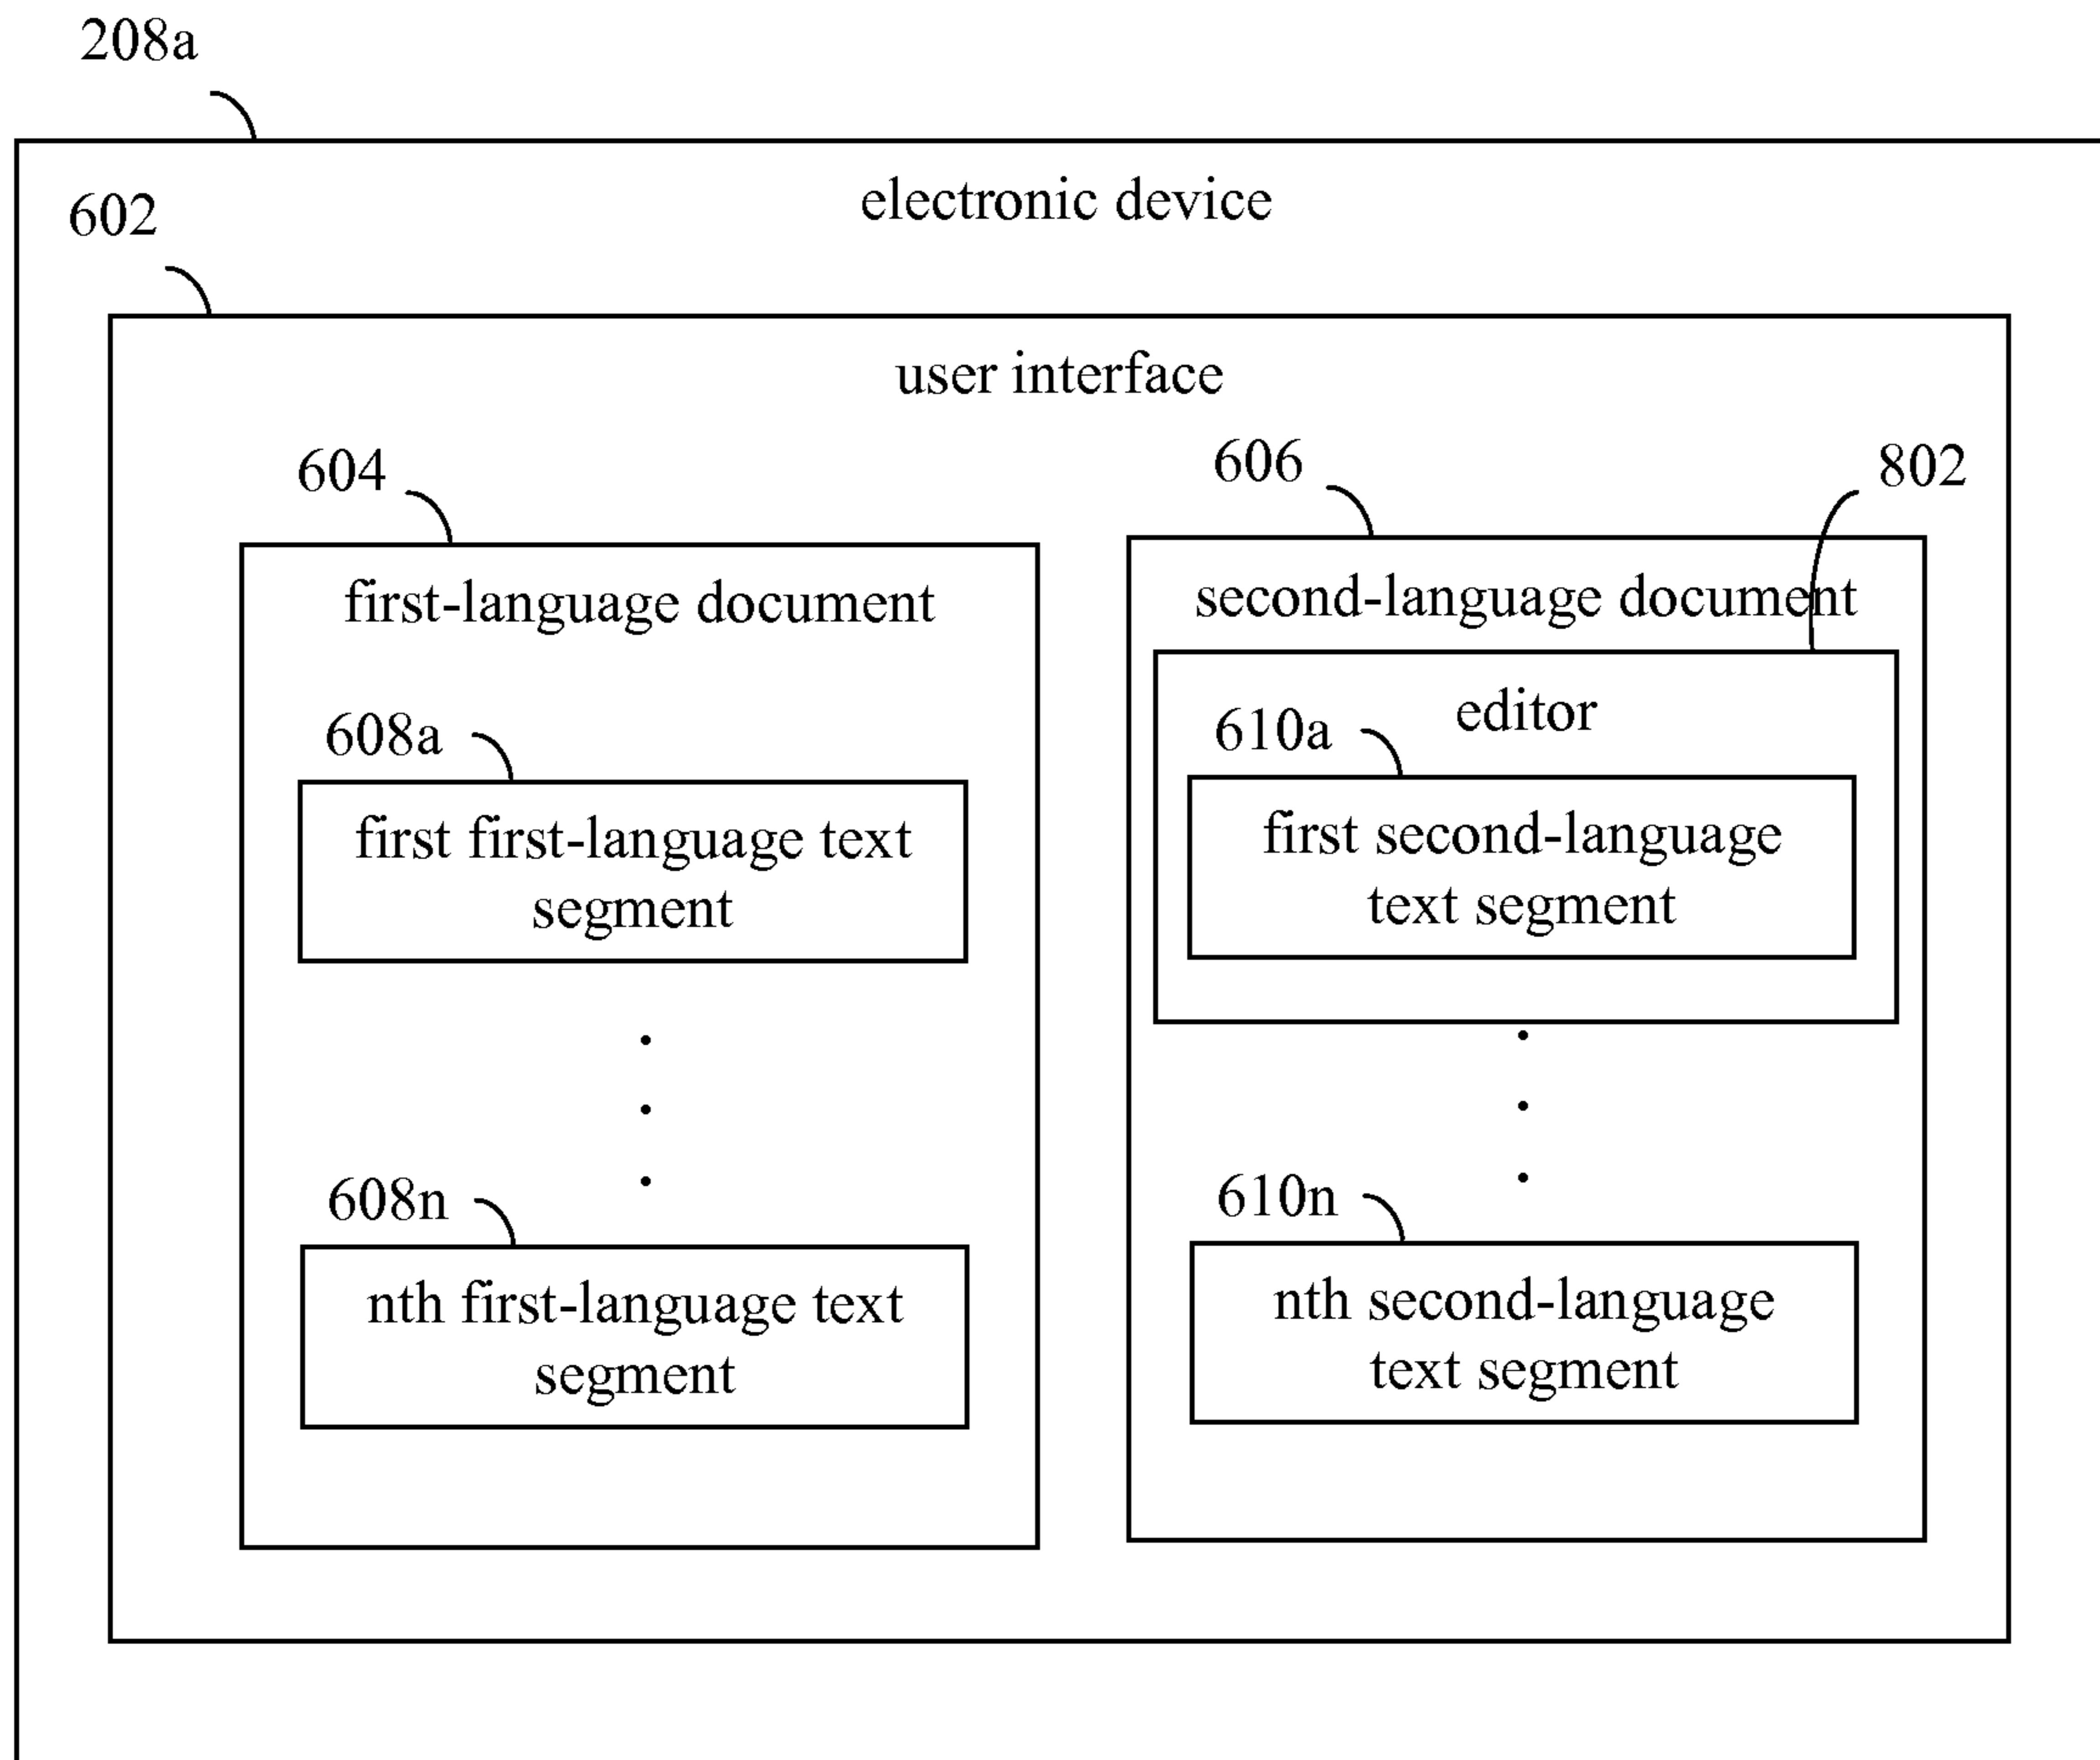 208a
electronic device
602
user interface
604
606
802
first-language document
second-language document
editor
608a
610a
first first-language text
segment
first second-language
text segment
.
.
.
.
.
.
608n
610n
nth first-language text
segment
nth second-language
text segment